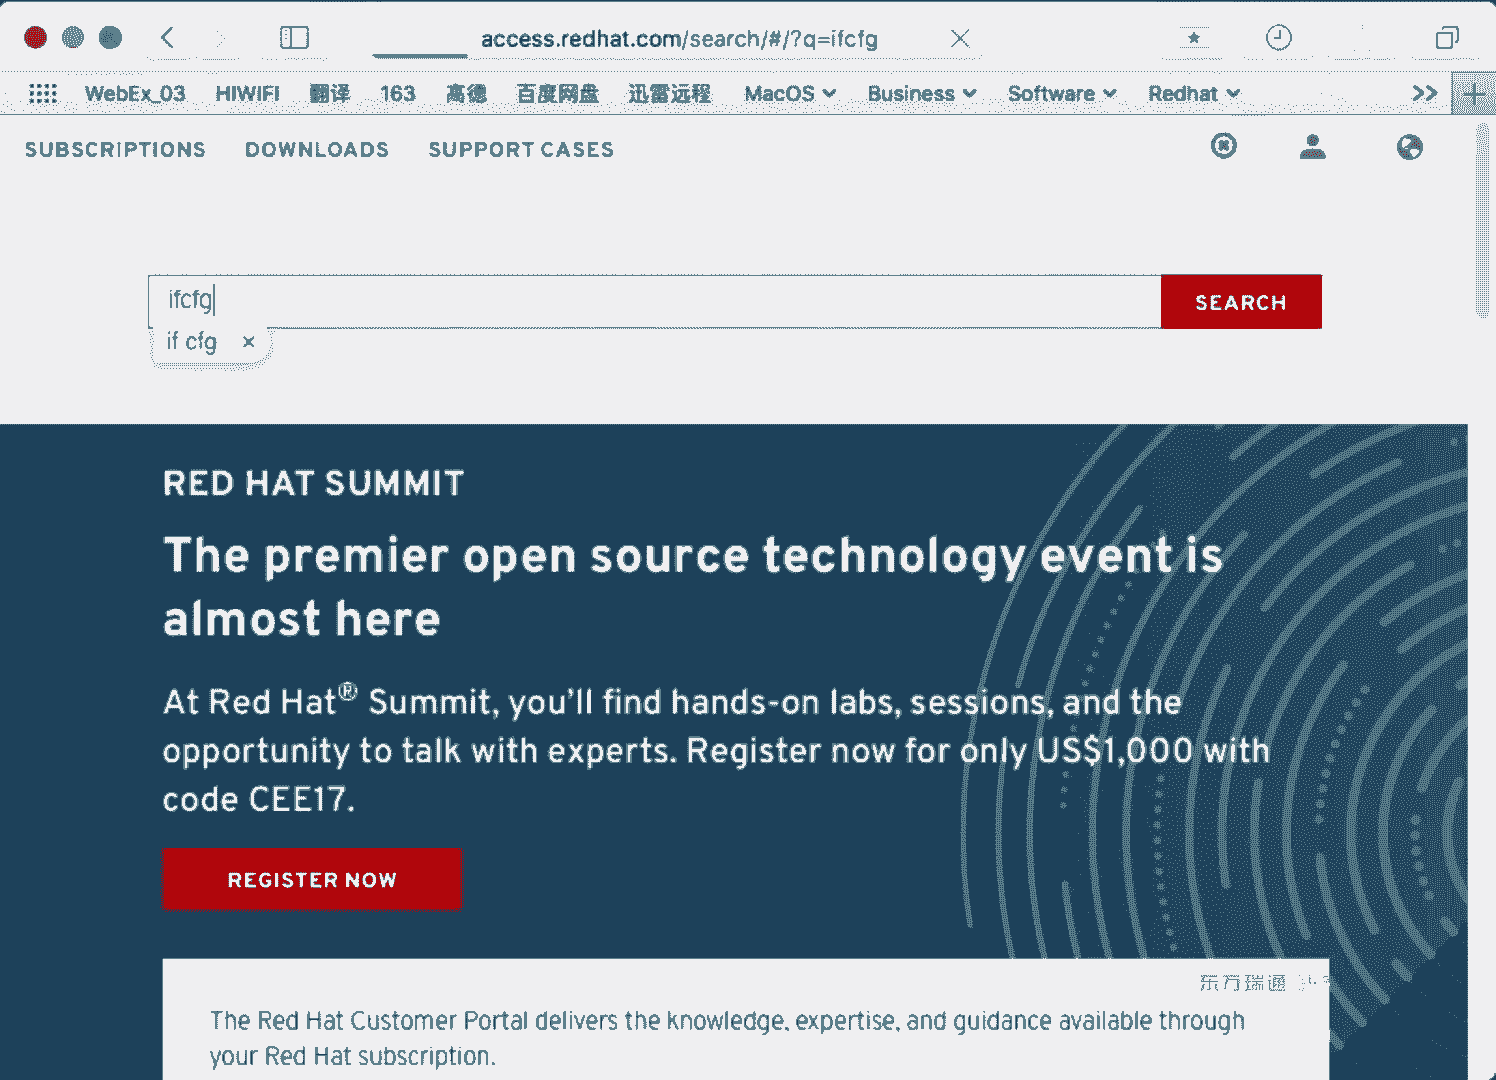 access.redhat.com/search/#/?q=ifcfg
WebEx_03 HIWIFI 翻译 163 高德 百度网盘 迅雷远程 MacOS Business Software Redhat
SUBSCRIPTIONS DOWNLOADS SUPPORT CASES
ifcfg SEARCH
if cfg
RED HAT SUMMIT
The premier open source technology event is
almost here
At Red Hat® Summit, you'll find hands-on labs, sessions, and the
opportunity to talk with experts. Register now for only US$1,000 with
code CEE17.
REGISTER NOW
东方瑞通
The Red Hat Customer Portal delivers the knowledge, expertise, and guidance available through
your Red Hat subscription.